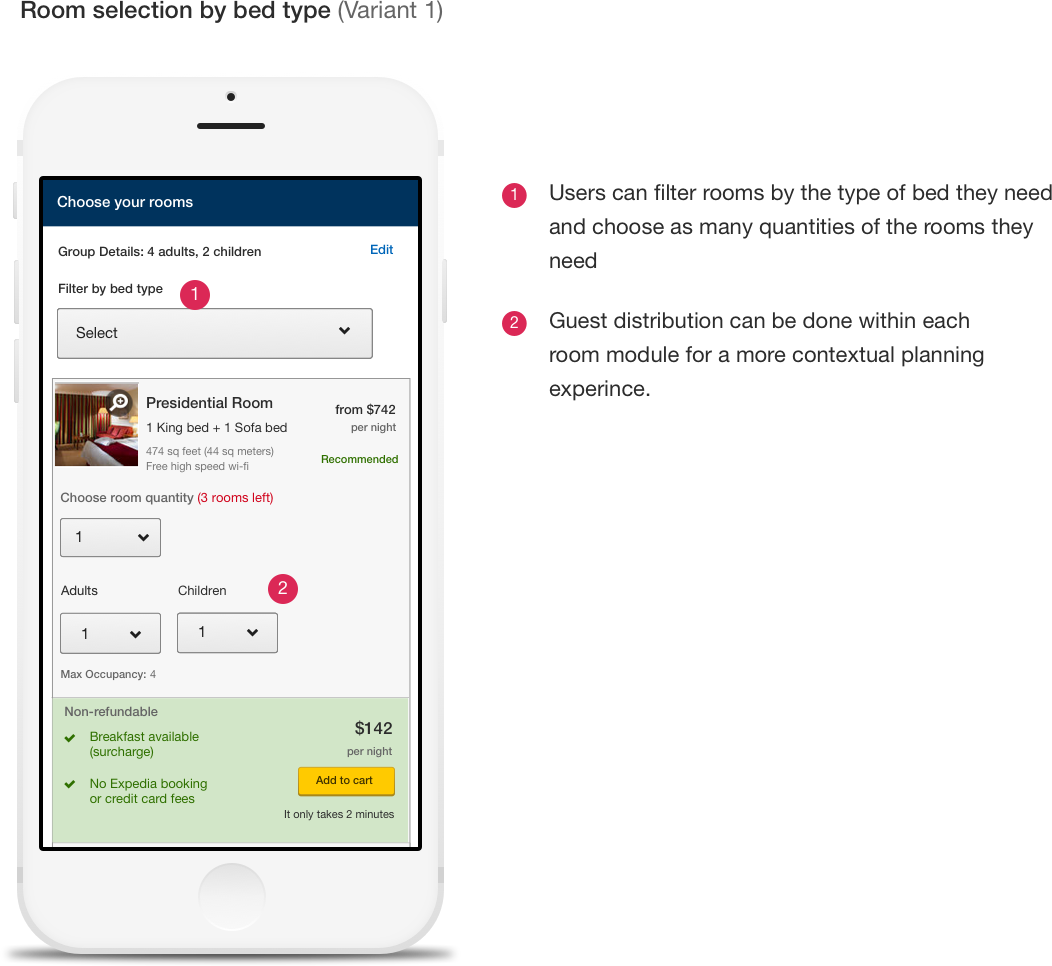 Room selection by bed type (Variant 1)
Choose your rooms
Group Details: 4 adults, 2 children
Edit
Filter by bed type
1
Select
Presidential Room
from $742
1 King bed + 1 Sofa bed
per night
474 sq feet (44 sq meters)
Free high speed wi-fi
Recommended
Choose room quantity (3 rooms left)
1
Adults
Children
2
1
1
Max Occupancy: 4
Non-refundable
$142
Breakfast available
(surcharge)
per night
No Expedia booking
or credit card fees
Add to cart
It only takes 2 minutes
1
Users can filter rooms by the type of bed they need
and choose as many quantities of the rooms they
need
2
Guest distribution can be done within each
room module for a more contextual planning
experince.